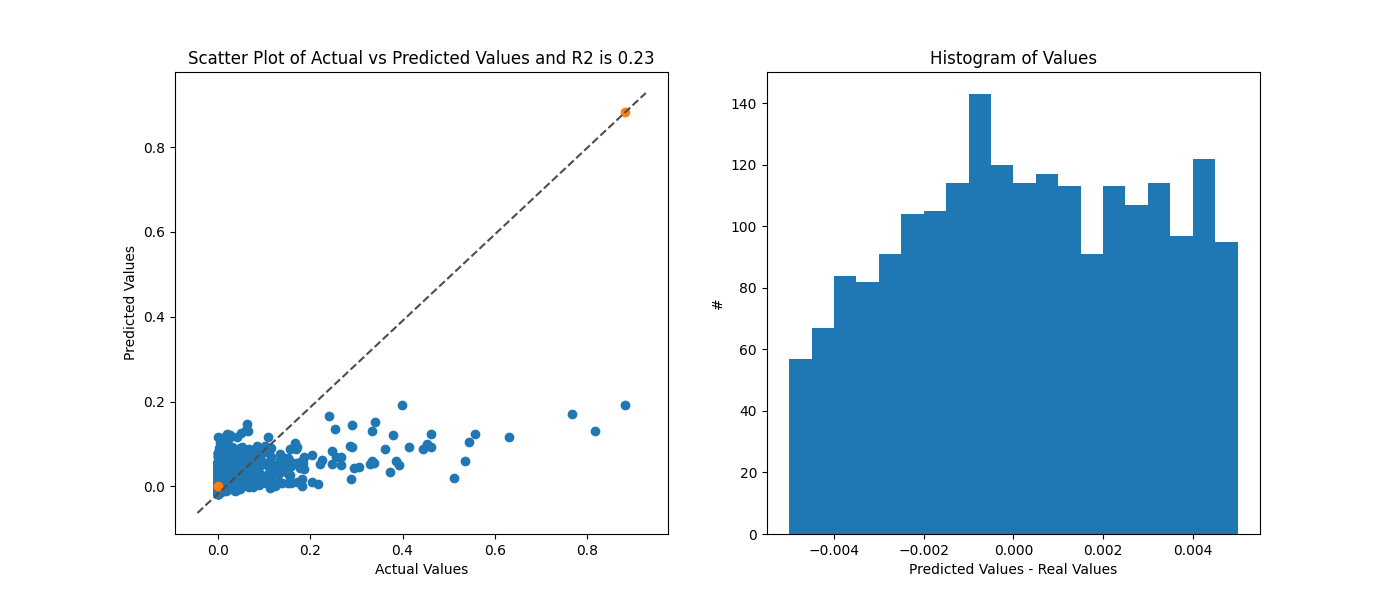 Scatter Plot of Actual vs Predicted Values and R2 is 0.23
Predicted Values
0.8
0.6
0.4
0.2
0.0
0.0 0.2 0.4 0.6 0.8
Actual Values
Histogram of Values
#
140
120
100
80
60
40
20
0
−0.004 −0.002 0.000 0.002 0.004
Predicted Values - Real Values